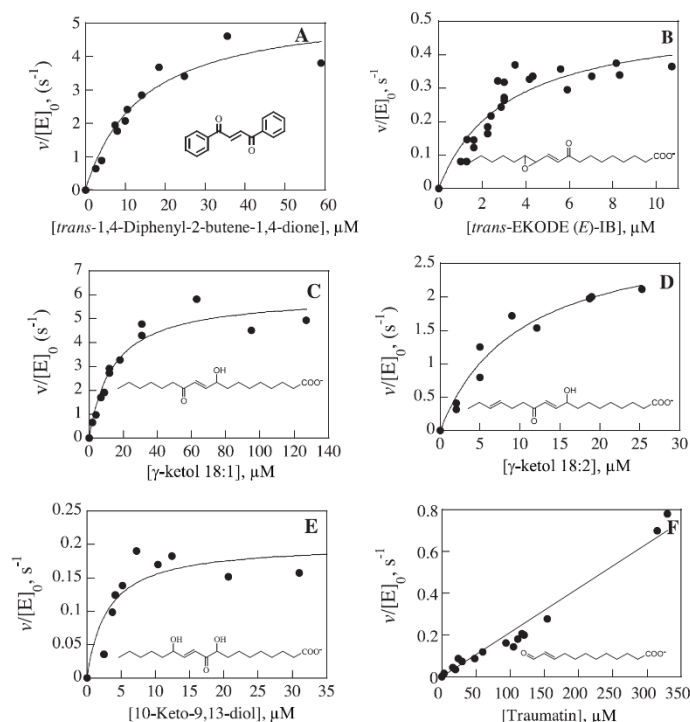 A
v/[E]0, (s-1)
5
4
3
2
1
0
O
O
0 10 20 30 40 50 60
[trans-1,4-Diphenyl-2-butene-1,4-dione], µM
B
v/[E]0, s-1
0.5
0.4
0.3
0.2
0.1
0.0
O
O
COO-
0 2 4 6 8 10
[trans-EKODE (E)-IB], µM
C
v/[E]0 (s-1)
7
6
5
4
3
2
1
0
OH
O
COO-
0 20 40 60 80 100 120 140
[γ-ketol 18:1], µM
D
v/[E]0, s-1
2.5
2
1.5
1
0.5
0
OH
O
COO-
0 5 10 15 20 25 30
[γ-ketol 18:2], µM
E
v/[E]0, s-1
0.25
0.2
0.15
0.1
0.05
0
OH
OH
O
COO-
0 5 10 15 20 25 30 35
[10-Keto-9,13-diol], µM
F
v/[E]0, s-1
0.8
0.6
0.4
0.2
0
O
COO-
0 50 100 150 200 250 300 350
[Traumatin], µM